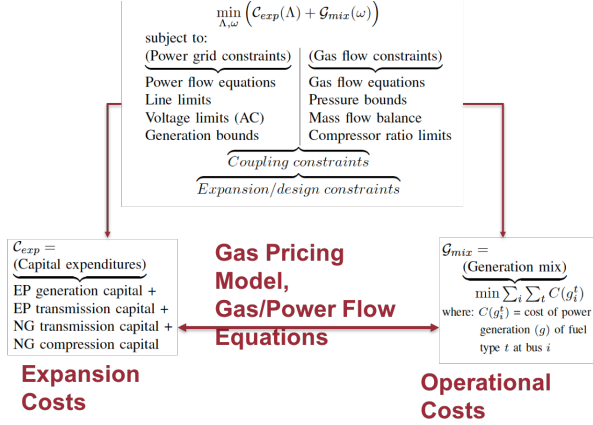 min_{Λ,ω} (C_exp(Λ) + G_mix(ω))
subject to:
(Power grid constraints)
Power flow equations
Line limits
Voltage limits (AC)
Generation bounds
(Gas flow constraints)
Gas flow equations
Pressure bounds
Mass flow balance
Compressor ratio limits
Coupling constraints
Expansion/design constraints
C_exp =
(Capital expenditures)
EP generation capital +
EP transmission capital +
NG transmission capital +
NG compression capital
Expansion
Costs
Gas Pricing
Model,
Gas/Power Flow
Equations
G_mix =
(Generation mix)
min ∑_i ∑_t C(g_i^t)
where: C(g_i^t) = cost of power
generation (g) of fuel
type t at bus i
Operational
Costs